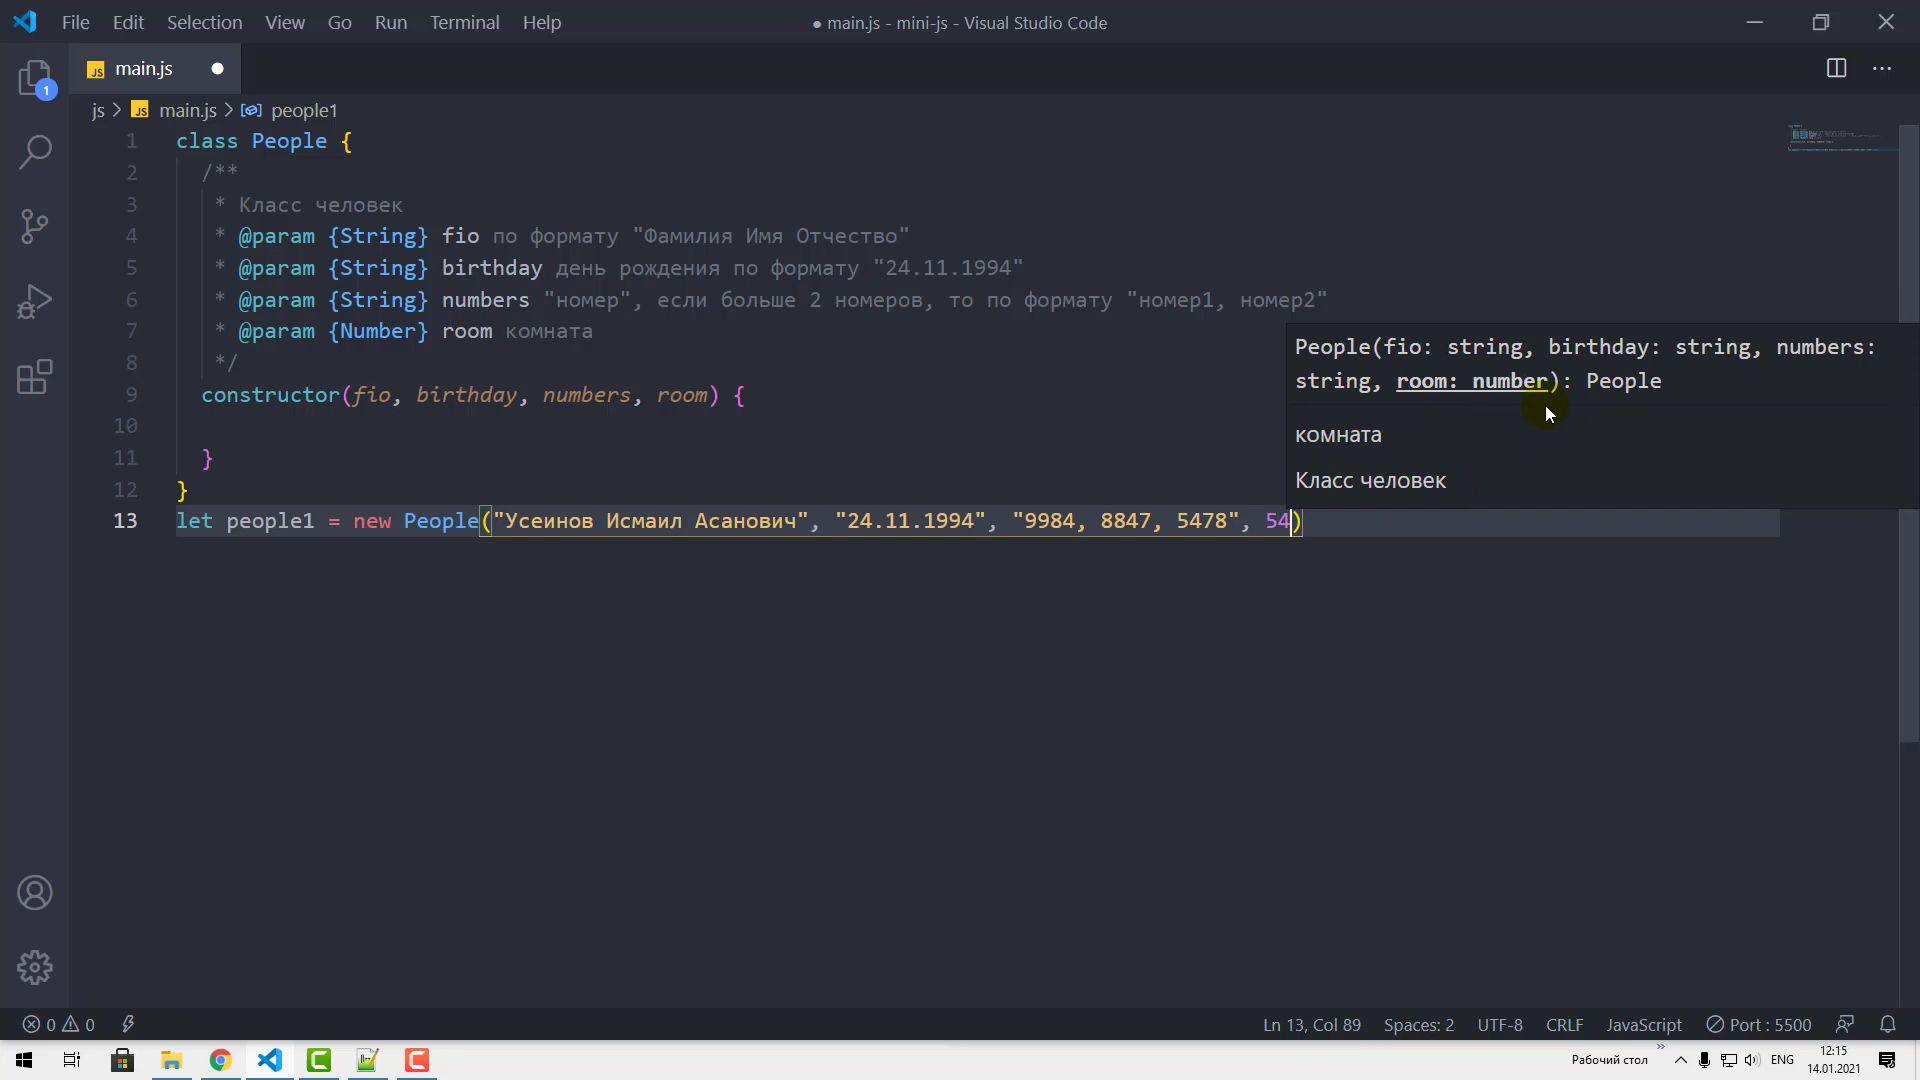 File Edit Selection View Go Run Terminal Help
● main.js - mini-js - Visual Studio Code
JS main.js ●
1
js > JS main.js > people1
1 class People {
2 /**
3 * Класс человек
4 * @param {String} fio по формату "Фамилия Имя Отчество"
5 * @param {String} birthday день рождения по формату "24.11.1994"
6 * @param {String} numbers "номер", если больше 2 номеров, то по формату "номер1, номер2"
7 * @param {Number} room комната
8 */
9 constructor(fio, birthday, numbers, room) {
10
11 }
12 }
13 let people1 = new People("Усеинов Исмаил Асанович", "24.11.1994", "9984, 8847, 5478", 54)
People(fio: string, birthday: string, numbers:
string, room: number): People
комната
Класс человек
0 0 Ln 13, Col 89 Spaces: 2 UTF-8 CRLF JavaScript Port : 5500
Рабочий стол » ENG 12:15
14.01.2021